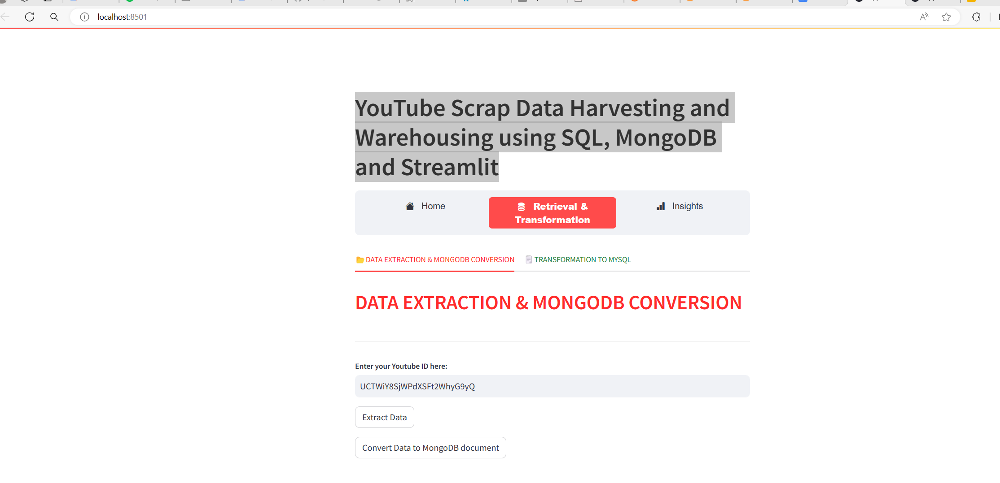 localhost:8501
YouTube Scrap Data Harvesting and
Warehousing using SQL, MongoDB
and Streamlit
Home
Retrieval &
Transformation
Insights
DATA EXTRACTION & MONGODB CONVERSION
TRANSFORMATION TO MYSQL
DATA EXTRACTION & MONGODB CONVERSION
Enter your Youtube ID here:
UCTWiY8SjWPdXSFt2WhyG9yQ
Extract Data
Convert Data to MongoDB document